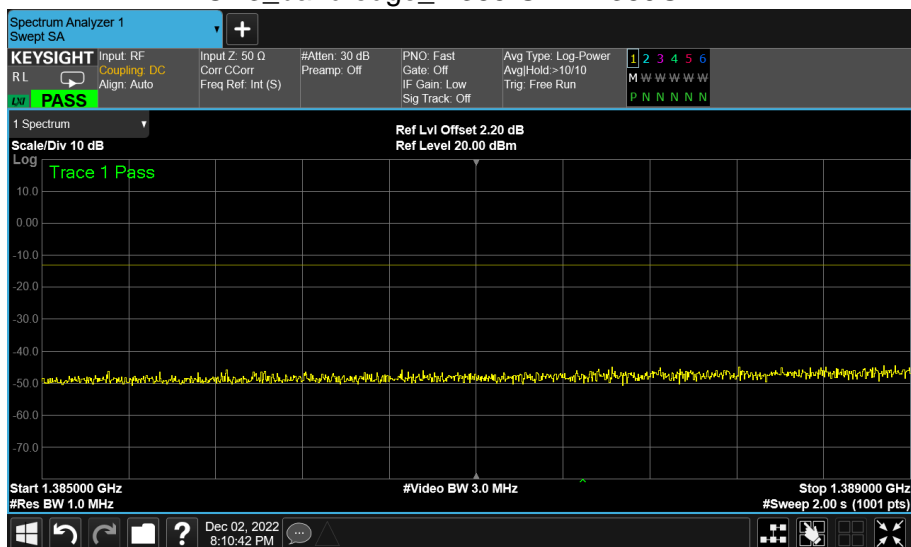 Spectrum Analyzer 1
Swept SA
+
KEYSIGHT
RL
LXI PASS
Input: RF
Coupling: DC
Align: Auto
Input Z: 50 Ω
Corr CCorr
Freq Ref: Int (S)
#Atten: 30 dB
Preamp: Off
PNO: Fast
Gate: Off
IF Gain: Low
Sig Track: Off
Avg Type: Log-Power
Avg|Hold:>10/10
Trig: Free Run
1 2 3 4 5 6
M W W W W W
P N N N N N
1 Spectrum
Scale/Div 10 dB
Ref Lvl Offset 2.20 dB
Ref Level 20.00 dBm
Log
Trace 1 Pass
10.0
0.00
-10.0
-20.0
-30.0
-40.0
-50.0
-60.0
-70.0
Start 1.385000 GHz
#Video BW 3.0 MHz
Stop 1.389000 GHz
#Res BW 1.0 MHz
#Sweep 2.00 s (1001 pts)
?
Dec 02, 2022
8:10:42 PM